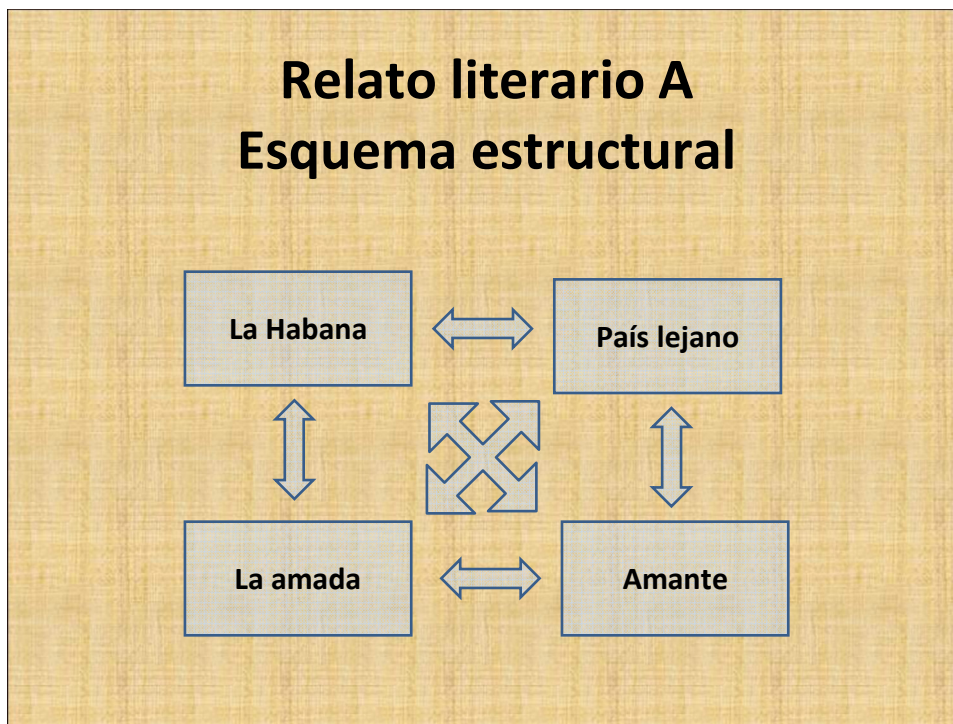 Relato literario A
Esquema estructural
La Habana
País lejano
La amada
Amante